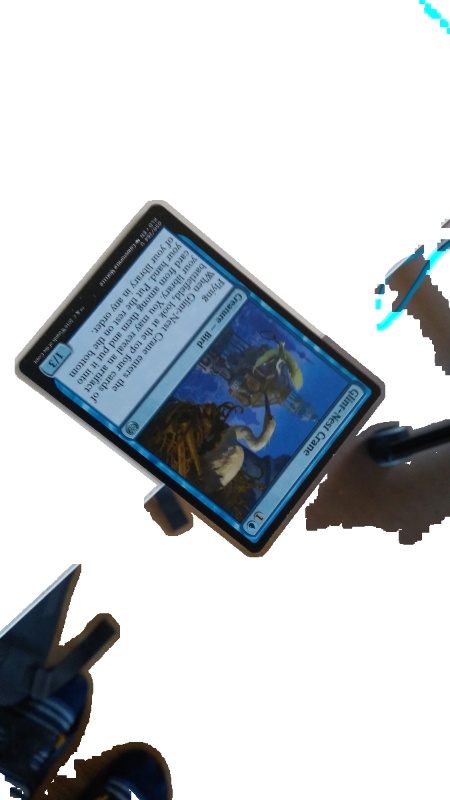 Glint-Nest Crane
1
Creature — Bird
Flying
When Glint-Nest Crane enters the
battlefield, look at the top four cards of
your library. You may reveal an artifact
card from among them and put it into
your hand. Put the rest on the bottom
of your library in any order.
1/3